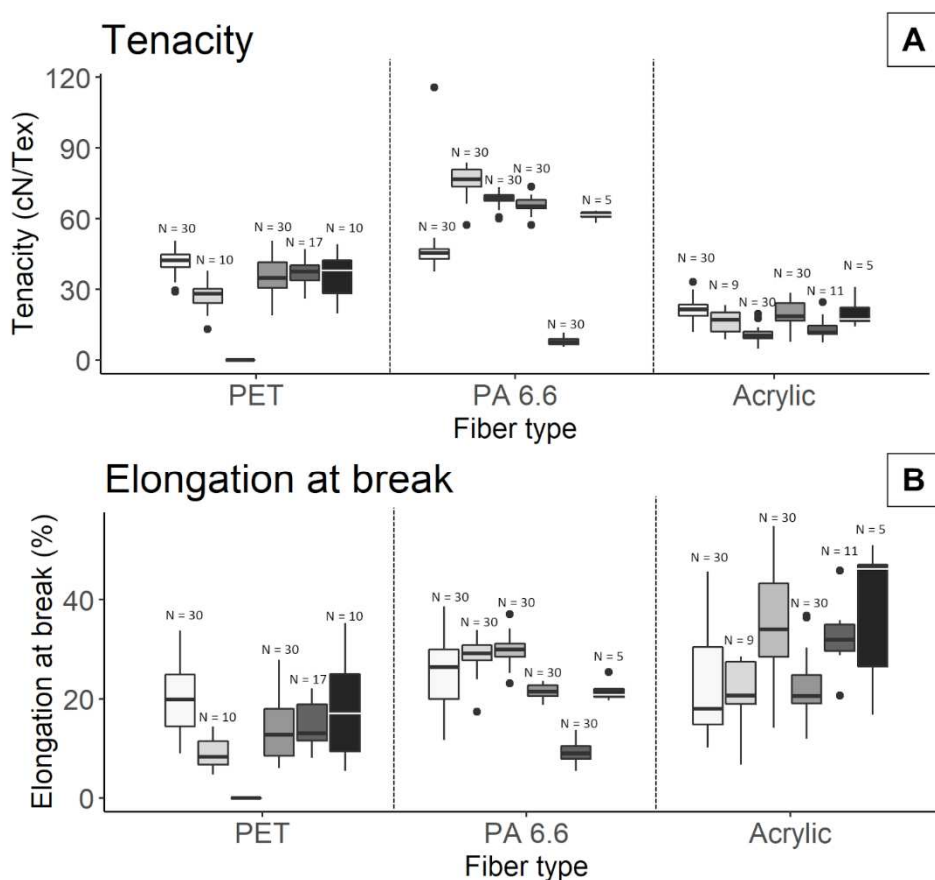 Tenacity
A
Tenacity (cN/Tex)
120
90
60
30
0
N = 30
N = 10
N = 30
N = 17
N = 10
N = 30
N = 30
N = 30
N = 30
N = 30
N = 5
N = 30
N = 9
N = 30
N = 30
N = 11
N = 5
PET
PA 6.6
Acrylic
Fiber type
Elongation at break
B
Elongation at break (%)
40
20
0
N = 30
N = 10
N = 30
N = 17
N = 10
N = 30
N = 30
N = 30
N = 30
N = 30
N = 5
N = 30
N = 9
N = 30
N = 30
N = 11
N = 5
PET
PA 6.6
Acrylic
Fiber type